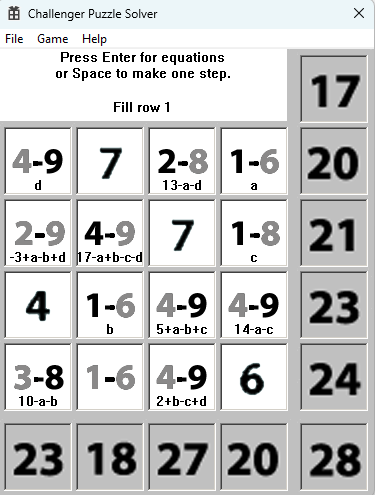 Challenger Puzzle Solver
File Game Help
Press Enter for equations
or Space to make one step.
Fill row 1
17
4-9 7 2-8 1-6 20
d 13-a-d a
2-9 4-9 7 1-8 21
-3+a-b+d 17-a+b-c-d c
4 1-6 4-9 4-9 23
b 5+a-b+c 14-a-c
3-8 1-6 4-9 6 24
10-a-b 2+b-c+d
23 18 27 20 28